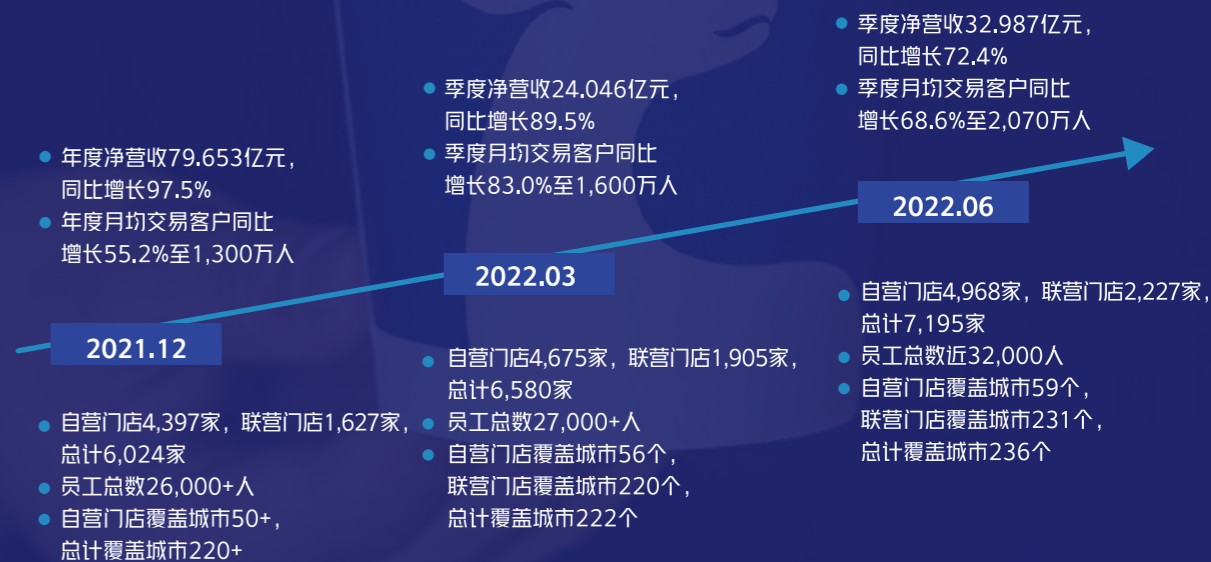 年度净营收79.653亿元，
同比增长97.5%
年度月均交易客户同比
增长55.2%至1,300万人
2021.12
自营门店4,397家，联营门店1,627家，
总计6,024家
员工总数26,000+人
自营门店覆盖城市50+，
总计覆盖城市220+
季度净营收24.046亿元，
同比增长89.5%
季度月均交易客户同比
增长83.0%至1,600万人
2022.03
自营门店4,675家，联营门店1,905家，
总计6,580家
员工总数27,000+人
自营门店覆盖城市56个，
联营门店覆盖城市220个，
总计覆盖城市222个
季度净营收32.987亿元，
同比增长72.4%
季度月均交易客户同比
增长68.6%至2,070万人
2022.06
自营门店4,968家，联营门店2,227家，
总计7,195家
员工总数近32,000人
自营门店覆盖城市59个，
联营门店覆盖城市231个，
总计覆盖城市236个